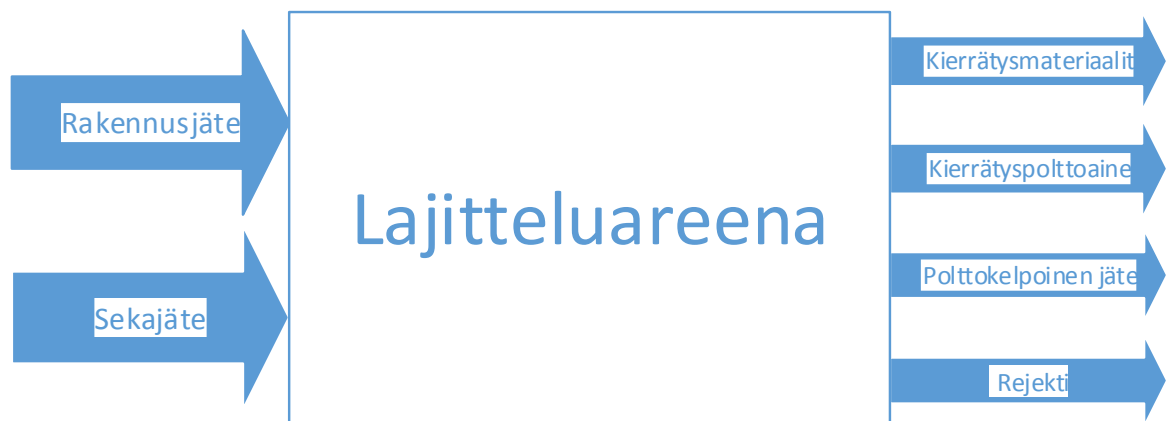 Rakennusjäte
Sekajäte
Lajitteluareena
Kierrätysmateriaalit
Kierrätyspolttoaine
Polttokelpoinen jäte
Rejekti